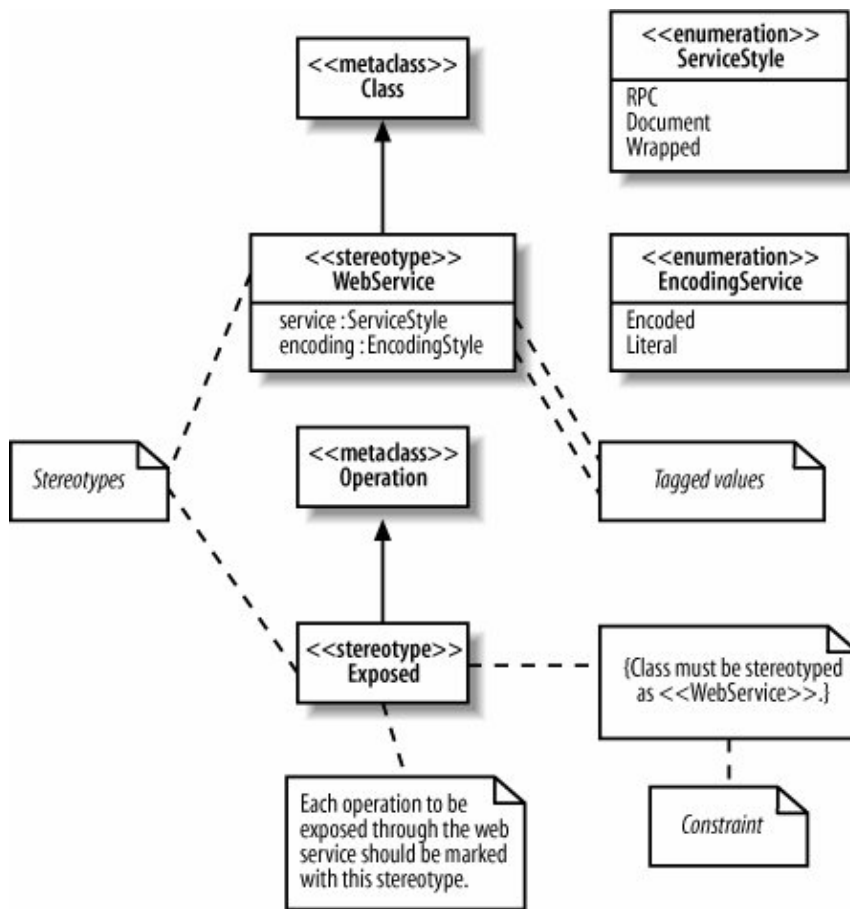 <<metaclass>>
Class
<<enumeration>>
ServiceStyle
RPC
Document
Wrapped
<<stereotype>>
WebService
service : ServiceStyle
encoding : EncodingStyle
<<enumeration>>
EncodingService
Encoded
Literal
Stereotypes
<<metaclass>>
Operation
Tagged values
<<stereotype>>
Exposed
{Class must be stereotyped
as <<WebService>>.}
Each operation to be
exposed through the web
service should be marked
with this stereotype.
Constraint